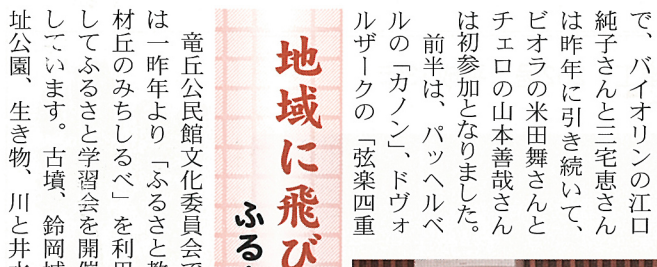 で、バイオリンの江口
純子さんと三宅恵さん
は昨年に引き続いて、
ビオラの米田舞さんと
チェロの山本善哉さん
は初参加となりました。
前半は、パッヘルベ
ルの「カノン」、ドヴォ
ルザークの「弦楽四重
地域に飛び
ふる
竜丘公民館文化委員会で
は一昨年より「ふるさと教
材丘のみちしるべ」を利用
してふるさと学習会を開催
しています。古墳、鈴岡城
址公園、生き物、川と井水